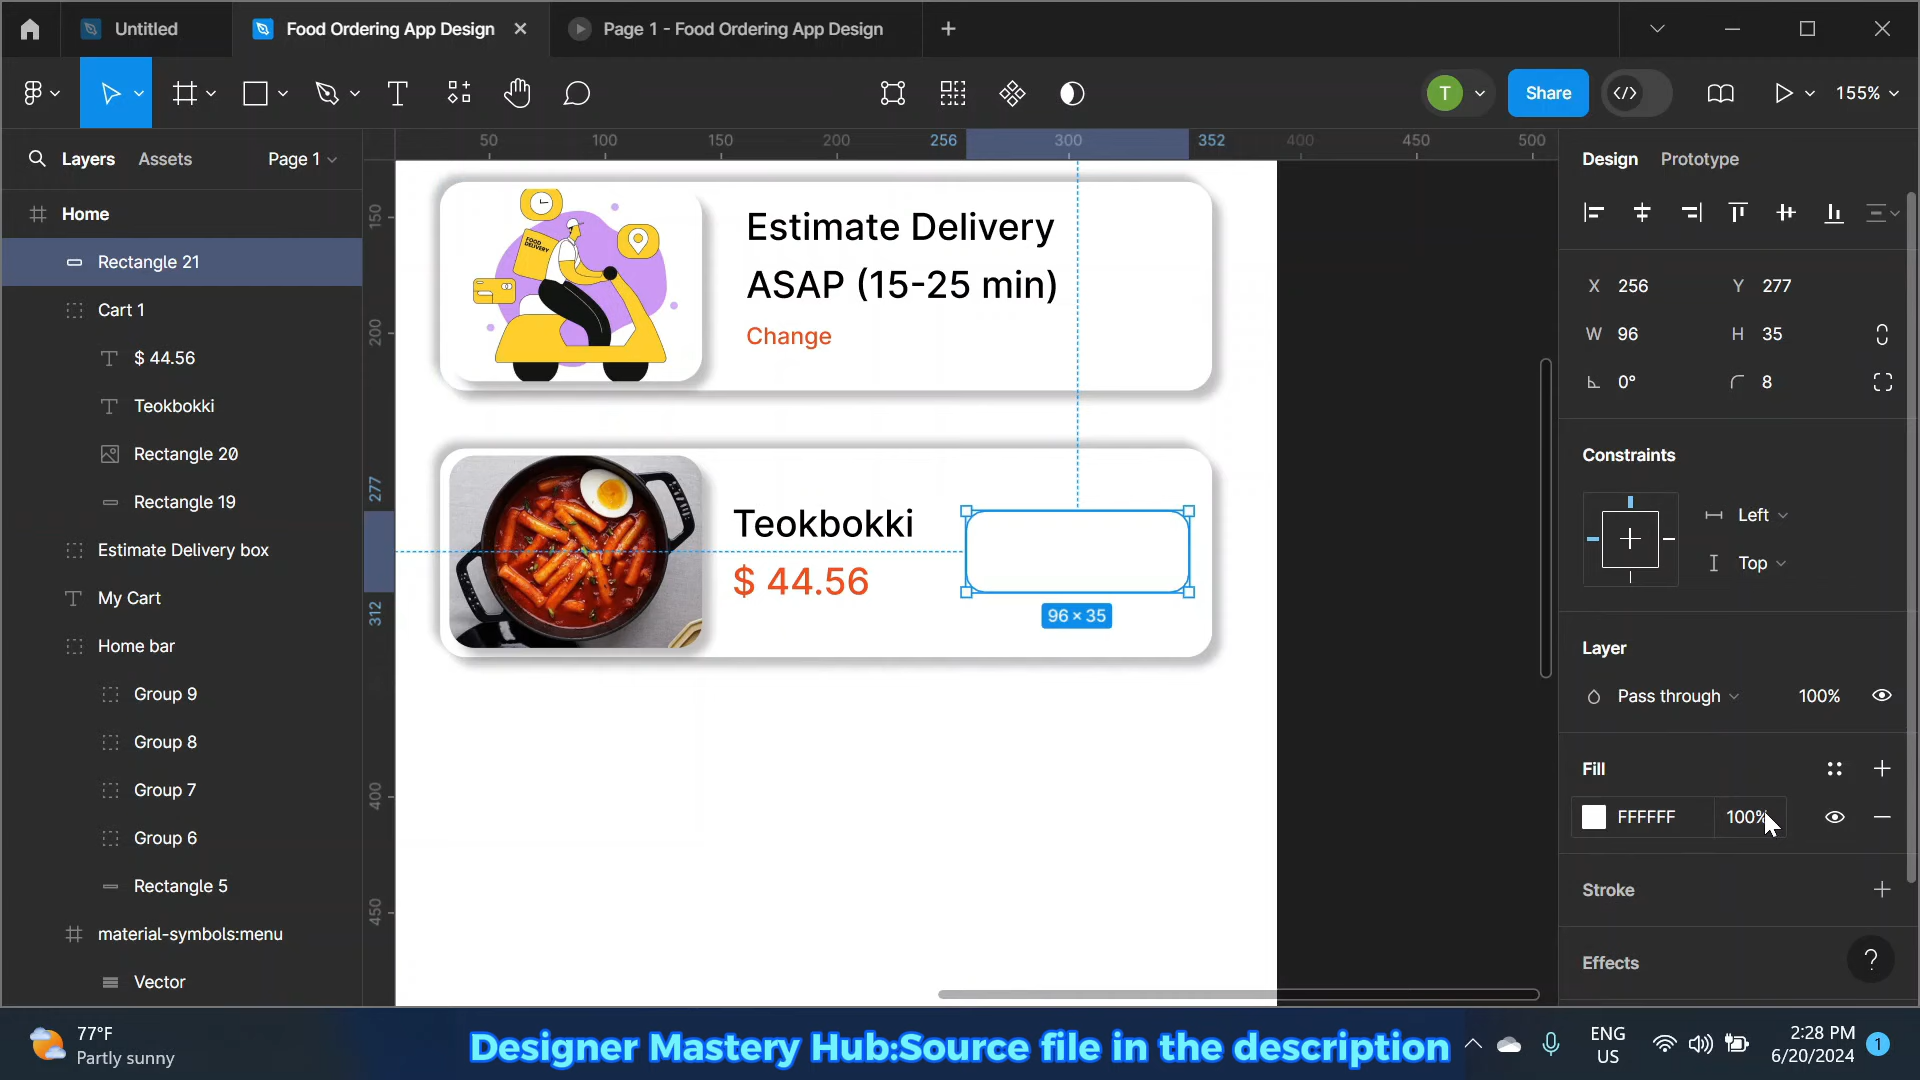 Untitled
Food Ordering App Design
Page 1 - Food Ordering App Design
T
Share
155%
Layers
Assets
Page 1
50 100 150 200 256 300 352 400 450 500
Design
Prototype
Home
Rectangle 21
Cart 1
$ 44.56
Teokbokki
Rectangle 20
Rectangle 19
Estimate Delivery box
My Cart
Home bar
Group 9
Group 8
Group 7
Group 6
Rectangle 5
material-symbols:menu
Vector
150
200
277
312
400
450
FOOD
DELIVERY
Estimate Delivery
ASAP (15-25 min)
Change
Teokbokki
$ 44.56
96 × 35
X 256
Y 277
W 96
H 35
0°
8
Constraints
Left
Top
Layer
Pass through
100%
Fill
FFFFFF
100%
Stroke
Effects
?
77°F
Partly sunny
Designer Mastery Hub:Source file in the description
ENG
US
2:28 PM
6/20/2024
1